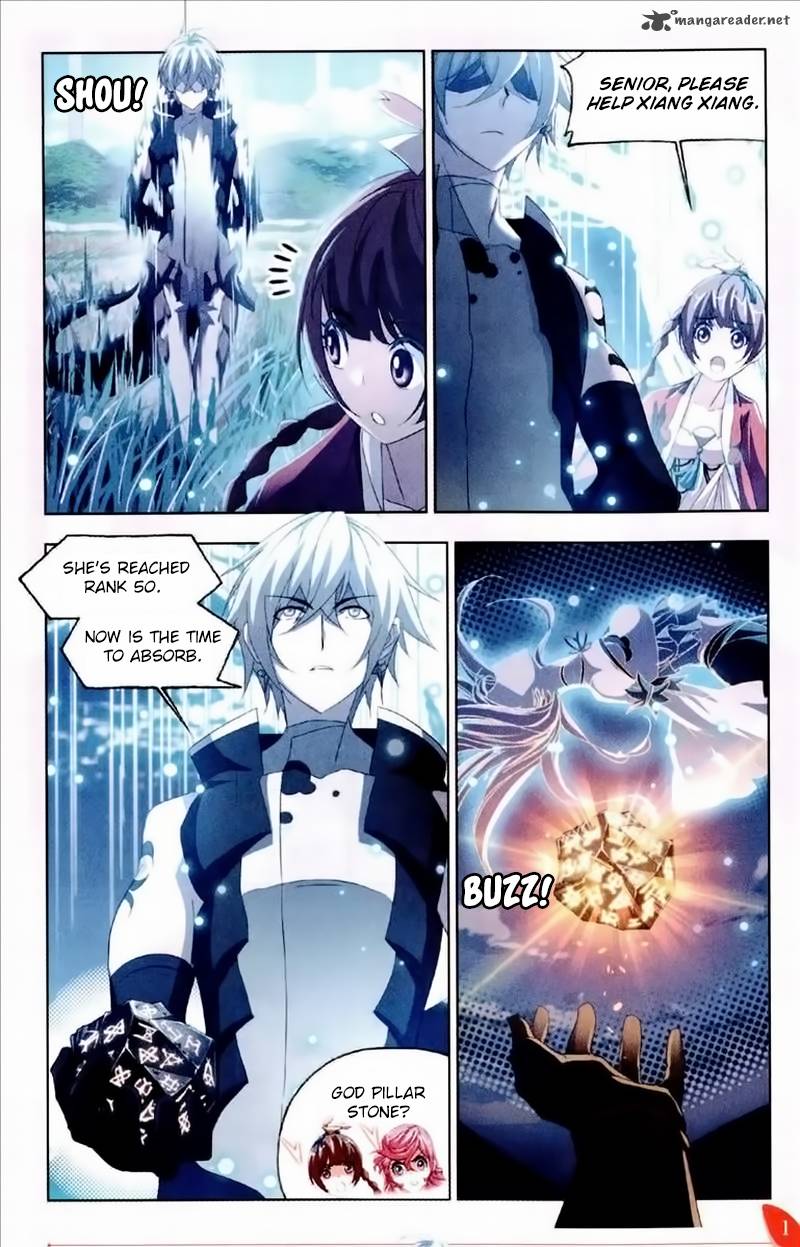 mangareader.net
SHOU!
SENIOR, PLEASE
HELP XIANG XIANG.
SHE'S REACHED
RANK 50.
NOW IS THE TIME
TO ABSORB.
BUZZ!
GOD PILLAR
STONE?
1